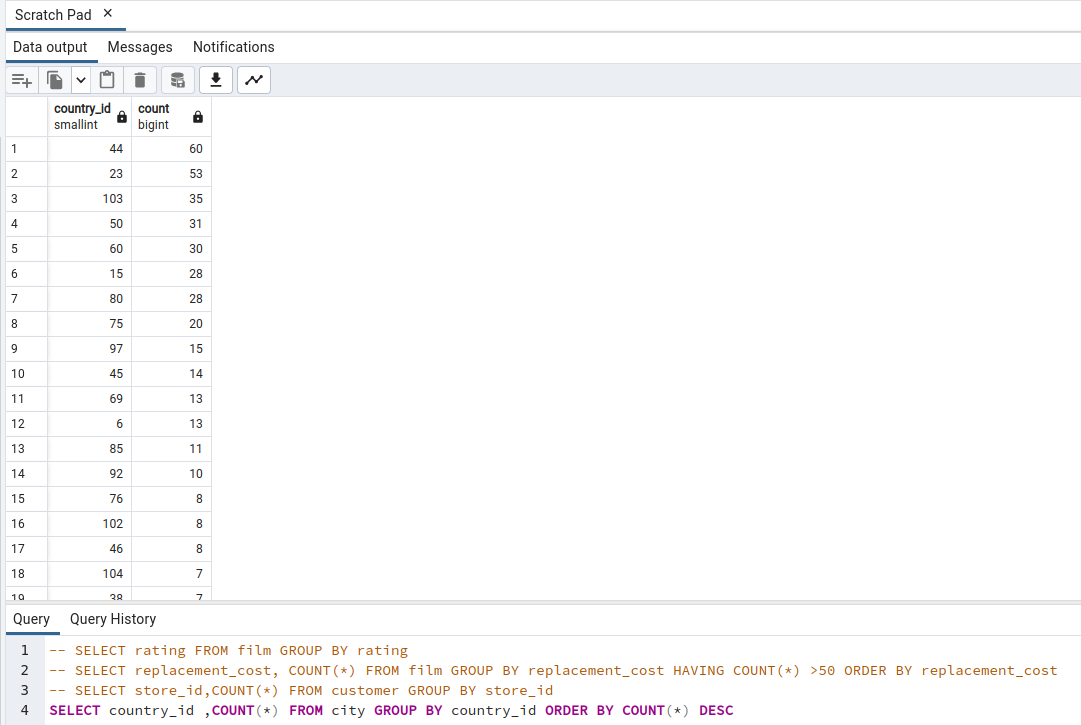 Scratch Pad ×
Data output Messages Notifications
country_id smallint count bigint
1 44 60
2 23 53
3 103 35
4 50 31
5 60 30
6 15 28
7 80 28
8 75 20
9 97 15
10 45 14
11 69 13
12 6 13
13 85 11
14 92 10
15 76 8
16 102 8
17 46 8
18 104 7
19 38 7
Query Query History
1 -- SELECT rating FROM film GROUP BY rating
2 -- SELECT replacement_cost, COUNT(*) FROM film GROUP BY replacement_cost HAVING COUNT(*) >50 ORDER BY replacement_cost
3 -- SELECT store_id,COUNT(*) FROM customer GROUP BY store_id
4 SELECT country_id ,COUNT(*) FROM city GROUP BY country_id ORDER BY COUNT(*) DESC